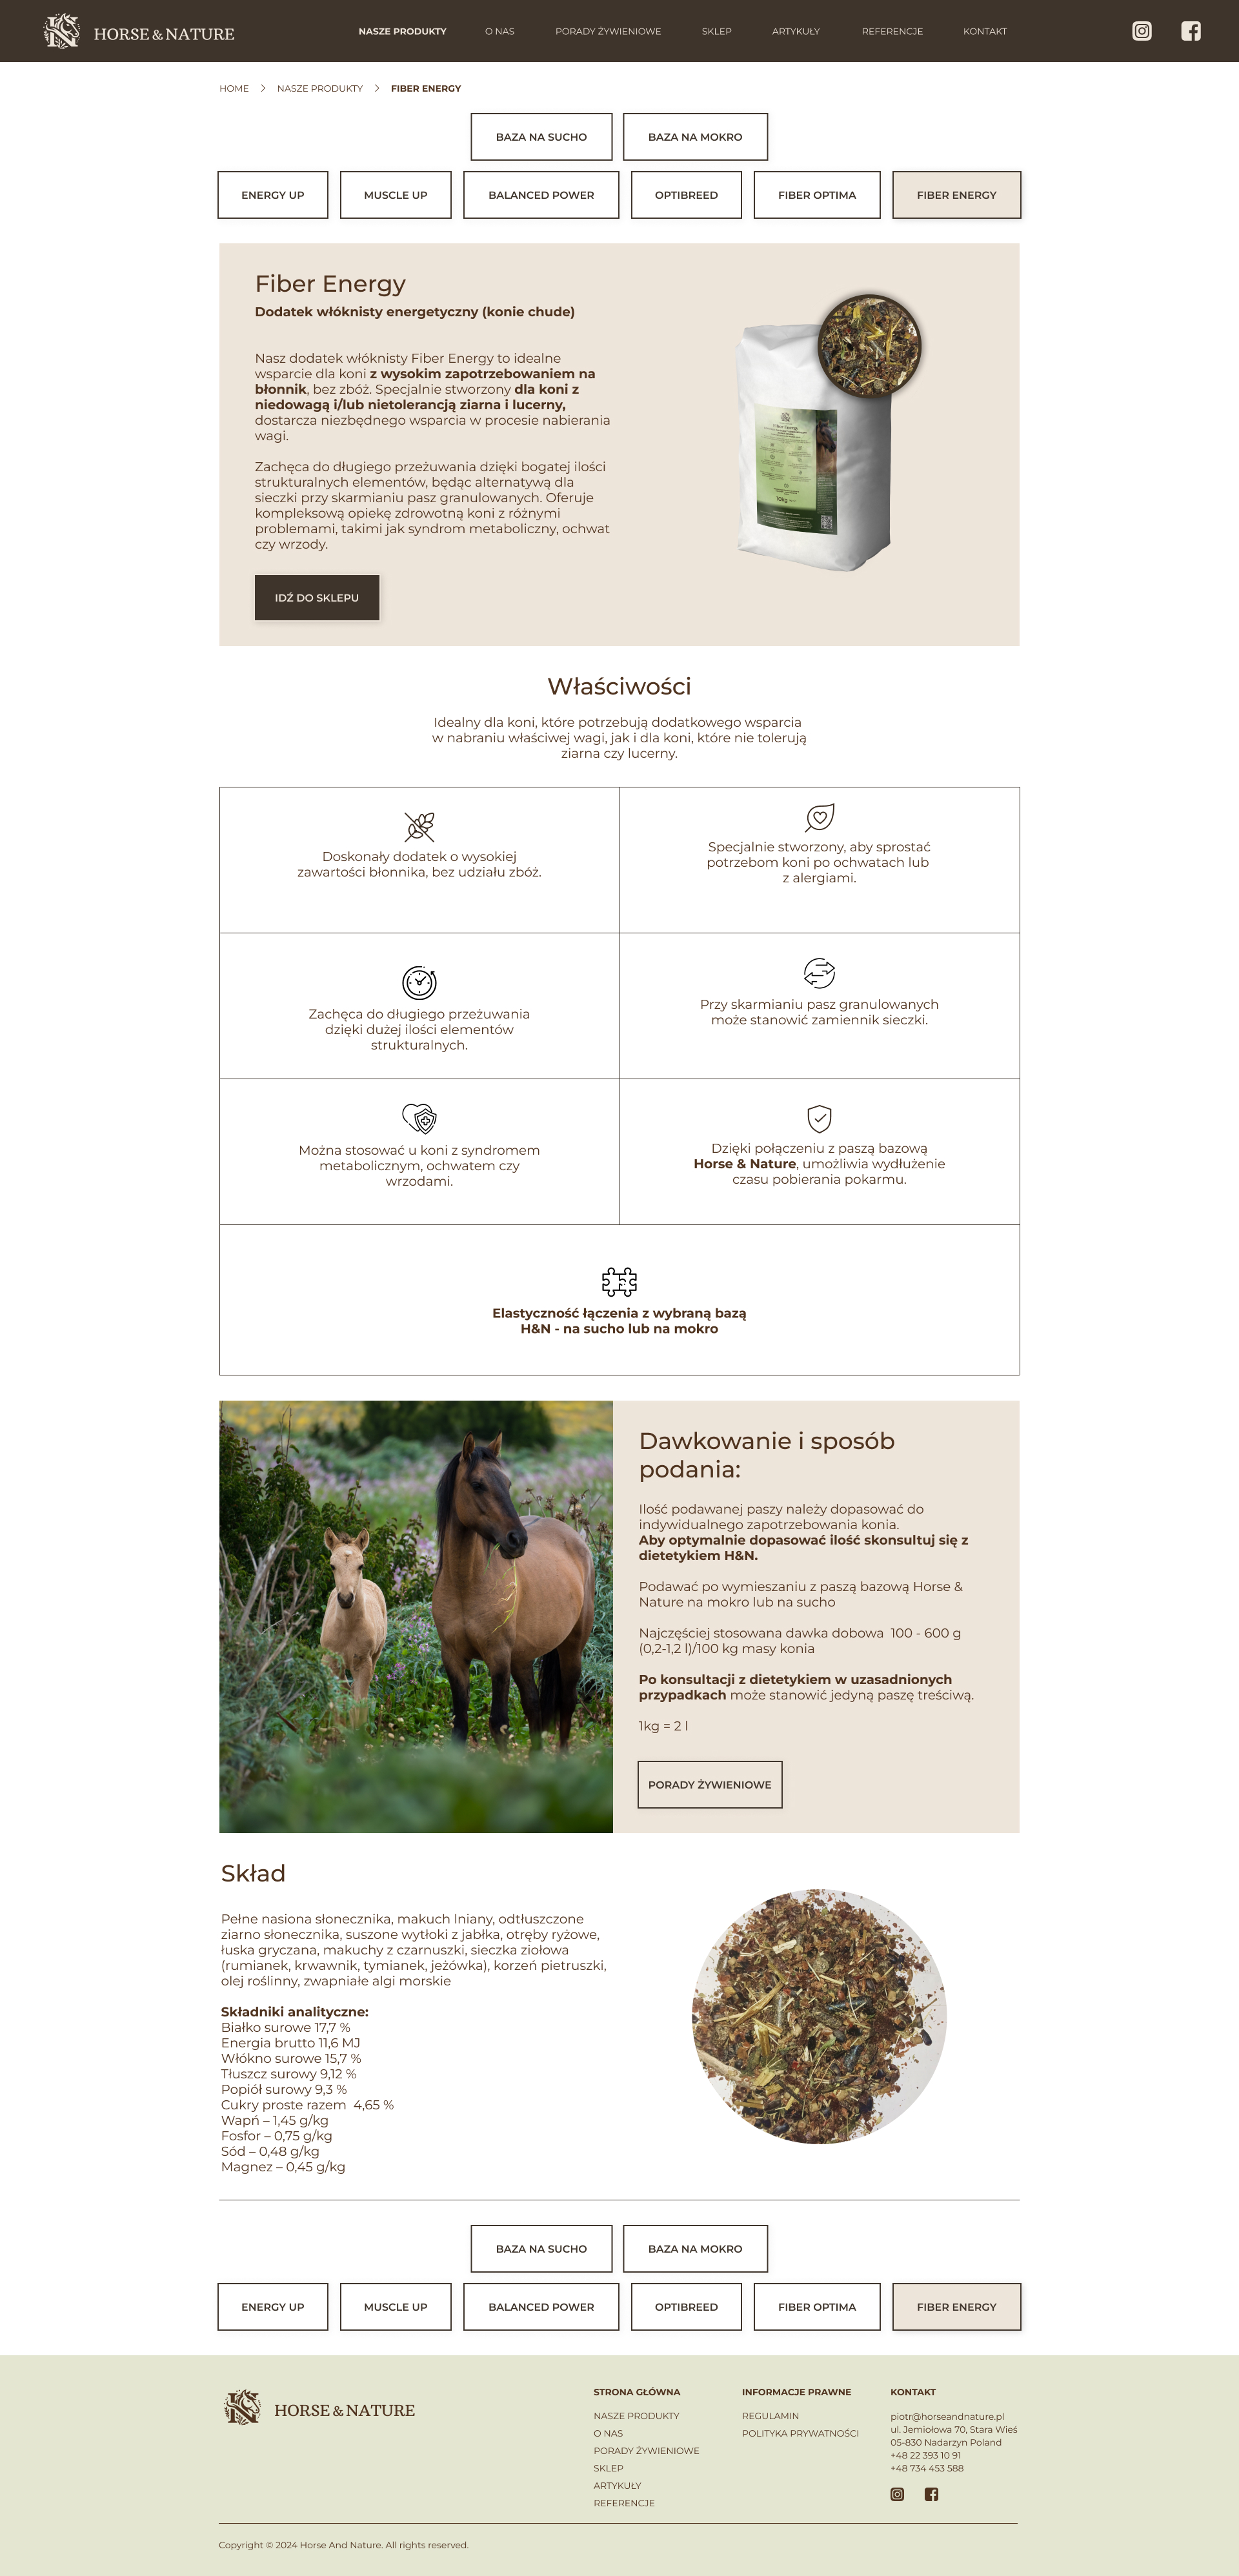 HORSE & NATURE
NASZE PRODUKTY
O NAS
PORADY ŻYWIENIOWE
SKLEP
ARTYKUŁY
REFERENCJE
KONTAKT
HOME > NASZE PRODUKTY > FIBER ENERGY
BAZA NA SUCHO
BAZA NA MOKRO
ENERGY UP
MUSCLE UP
BALANCED POWER
OPTIBREED
FIBER OPTIMA
FIBER ENERGY
Fiber Energy
Dodatek włóknisty energetyczny (konie chude)
Nasz dodatek włóknisty Fiber Energy to idealne
wsparcie dla koni z wysokim zapotrzebowaniem na
błonnik, bez zbóż. Specjalnie stworzony dla koni z
niedowagą i/lub nietolerancją ziarna i lucerny,
dostarcza niezbędnego wsparcia w procesie nabierania
wagi.
Zachęca do długiego przeżuwania dzięki bogatej ilości
strukturalnych elementów, będąc alternatywą dla
sieczki przy skarmianiu pasz granulowanych. Oferuje
kompleksową opiekę zdrowotną koni z różnymi
problemami, takimi jak syndrom metaboliczny, ochwat
czy wrzody.
IDŹ DO SKLEPU
Fiber Energy
10kg
Właściwości
Idealny dla koni, które potrzebują dodatkowego wsparcia
w nabraniu właściwej wagi, jak i dla koni, które nie tolerują
ziarna czy lucerny.
Doskonały dodatek o wysokiej
zawartości błonnika, bez udziału zbóż.
Specjalnie stworzony, aby sprostać
potrzebom koni po ochwatach lub
z alergiami.
Zachęca do długiego przeżuwania
dzięki dużej ilości elementów
strukturalnych.
Przy skarmianiu pasz granulowanych
może stanowić zamiennik sieczki.
Można stosować u koni z syndromem
metabolicznym, ochwatem czy
wrzodami.
Dzięki połączeniu z paszą bazową
Horse & Nature, umożliwia wydłużenie
czasu pobierania pokarmu.
Elastyczność łączenia z wybraną bazą
H&N - na sucho lub na mokro
Dawkowanie i sposób
podania:
Ilość podawanej paszy należy dopasować do
indywidualnego zapotrzebowania konia.
Aby optymalnie dopasować ilość skonsultuj się z
dietetykiem H&N.
Podawać po wymieszaniu z paszą bazową Horse &
Nature na mokro lub na sucho
Najczęściej stosowana dawka dobowa 100 - 600 g
(0,2-1,2 l)/100 kg masy konia
Po konsultacji z dietetykiem w uzasadnionych
przypadkach może stanowić jedyną paszę treściwą.
1kg = 2 l
PORADY ŻYWIENIOWE
Skład
Pełne nasiona słonecznika, makuch lniany, odtłuszczone
ziarno słonecznika, suszone wytłoki z jabłka, otręby ryżowe,
łuska gryczana, makuchy z czarnuszki, sieczka ziołowa
(rumianek, krwawnik, tymianek, jeżówka), korzeń pietruszki,
olej roślinny, zwapniałe algi morskie
Składniki analityczne:
Białko surowe 17,7 %
Energia brutto 11,6 MJ
Włókno surowe 15,7 %
Tłuszcz surowy 9,12 %
Popiół surowy 9,3 %
Cukry proste razem 4,65 %
Wapń – 1,45 g/kg
Fosfor – 0,75 g/kg
Sód – 0,48 g/kg
Magnez – 0,45 g/kg
BAZA NA SUCHO
BAZA NA MOKRO
ENERGY UP
MUSCLE UP
BALANCED POWER
OPTIBREED
FIBER OPTIMA
FIBER ENERGY
HORSE & NATURE
STRONA GŁÓWNA
NASZE PRODUKTY
O NAS
PORADY ŻYWIENIOWE
SKLEP
ARTYKUŁY
REFERENCJE
INFORMACJE PRAWNE
REGULAMIN
POLITYKA PRYWATNOŚCI
KONTAKT
piotr@horseandnature.pl
ul. Jemiołowa 70, Stara Wieś
05-830 Nadarzyn Poland
+48 22 393 10 91
+48 734 453 588
Copyright © 2024 Horse And Nature. All rights reserved.